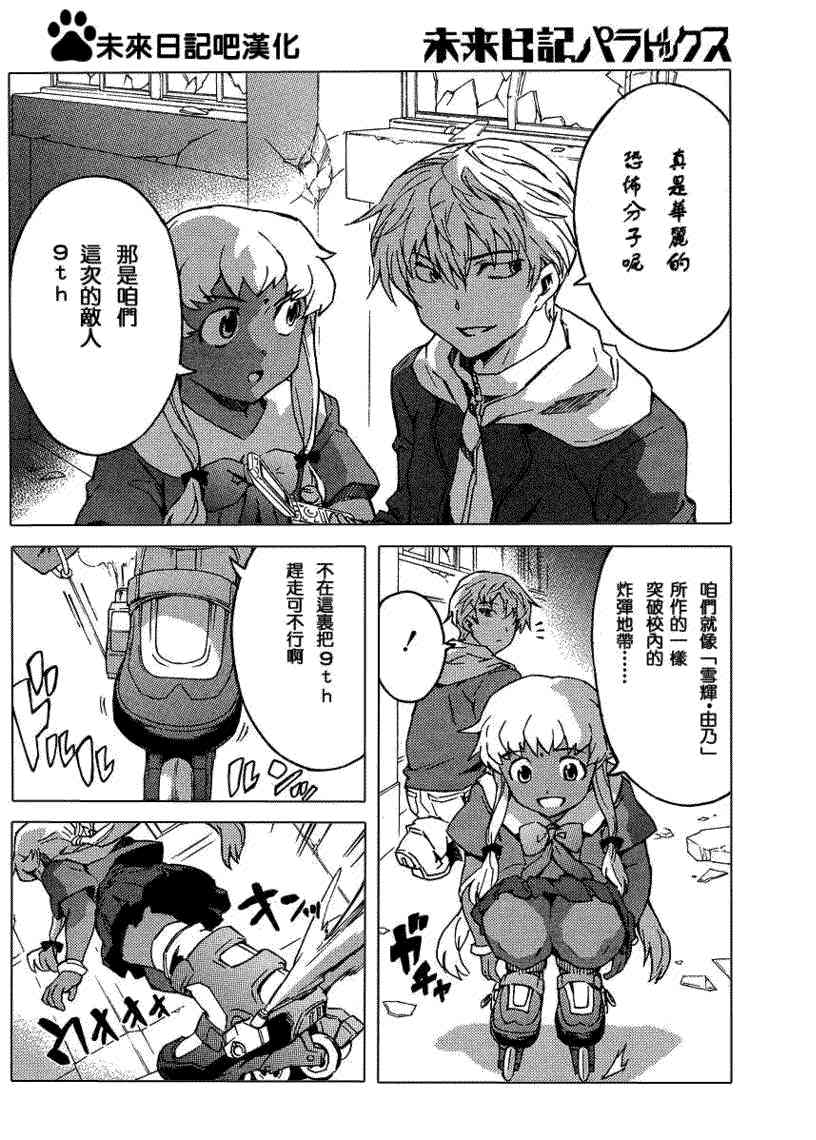 未來日記吧漢化
未来日記パラドックス
真是華麗的
恐怖分子呢
那是咱們
這次的敵人
9th
咱們就像「雪輝・由乃」
所作的一樣
突破校內的
炸彈地帶……
！
ガチャ
不在這裏把9th
趕走可不行啊
ドルルル
ルンッ
キンッ
ウオオオオ